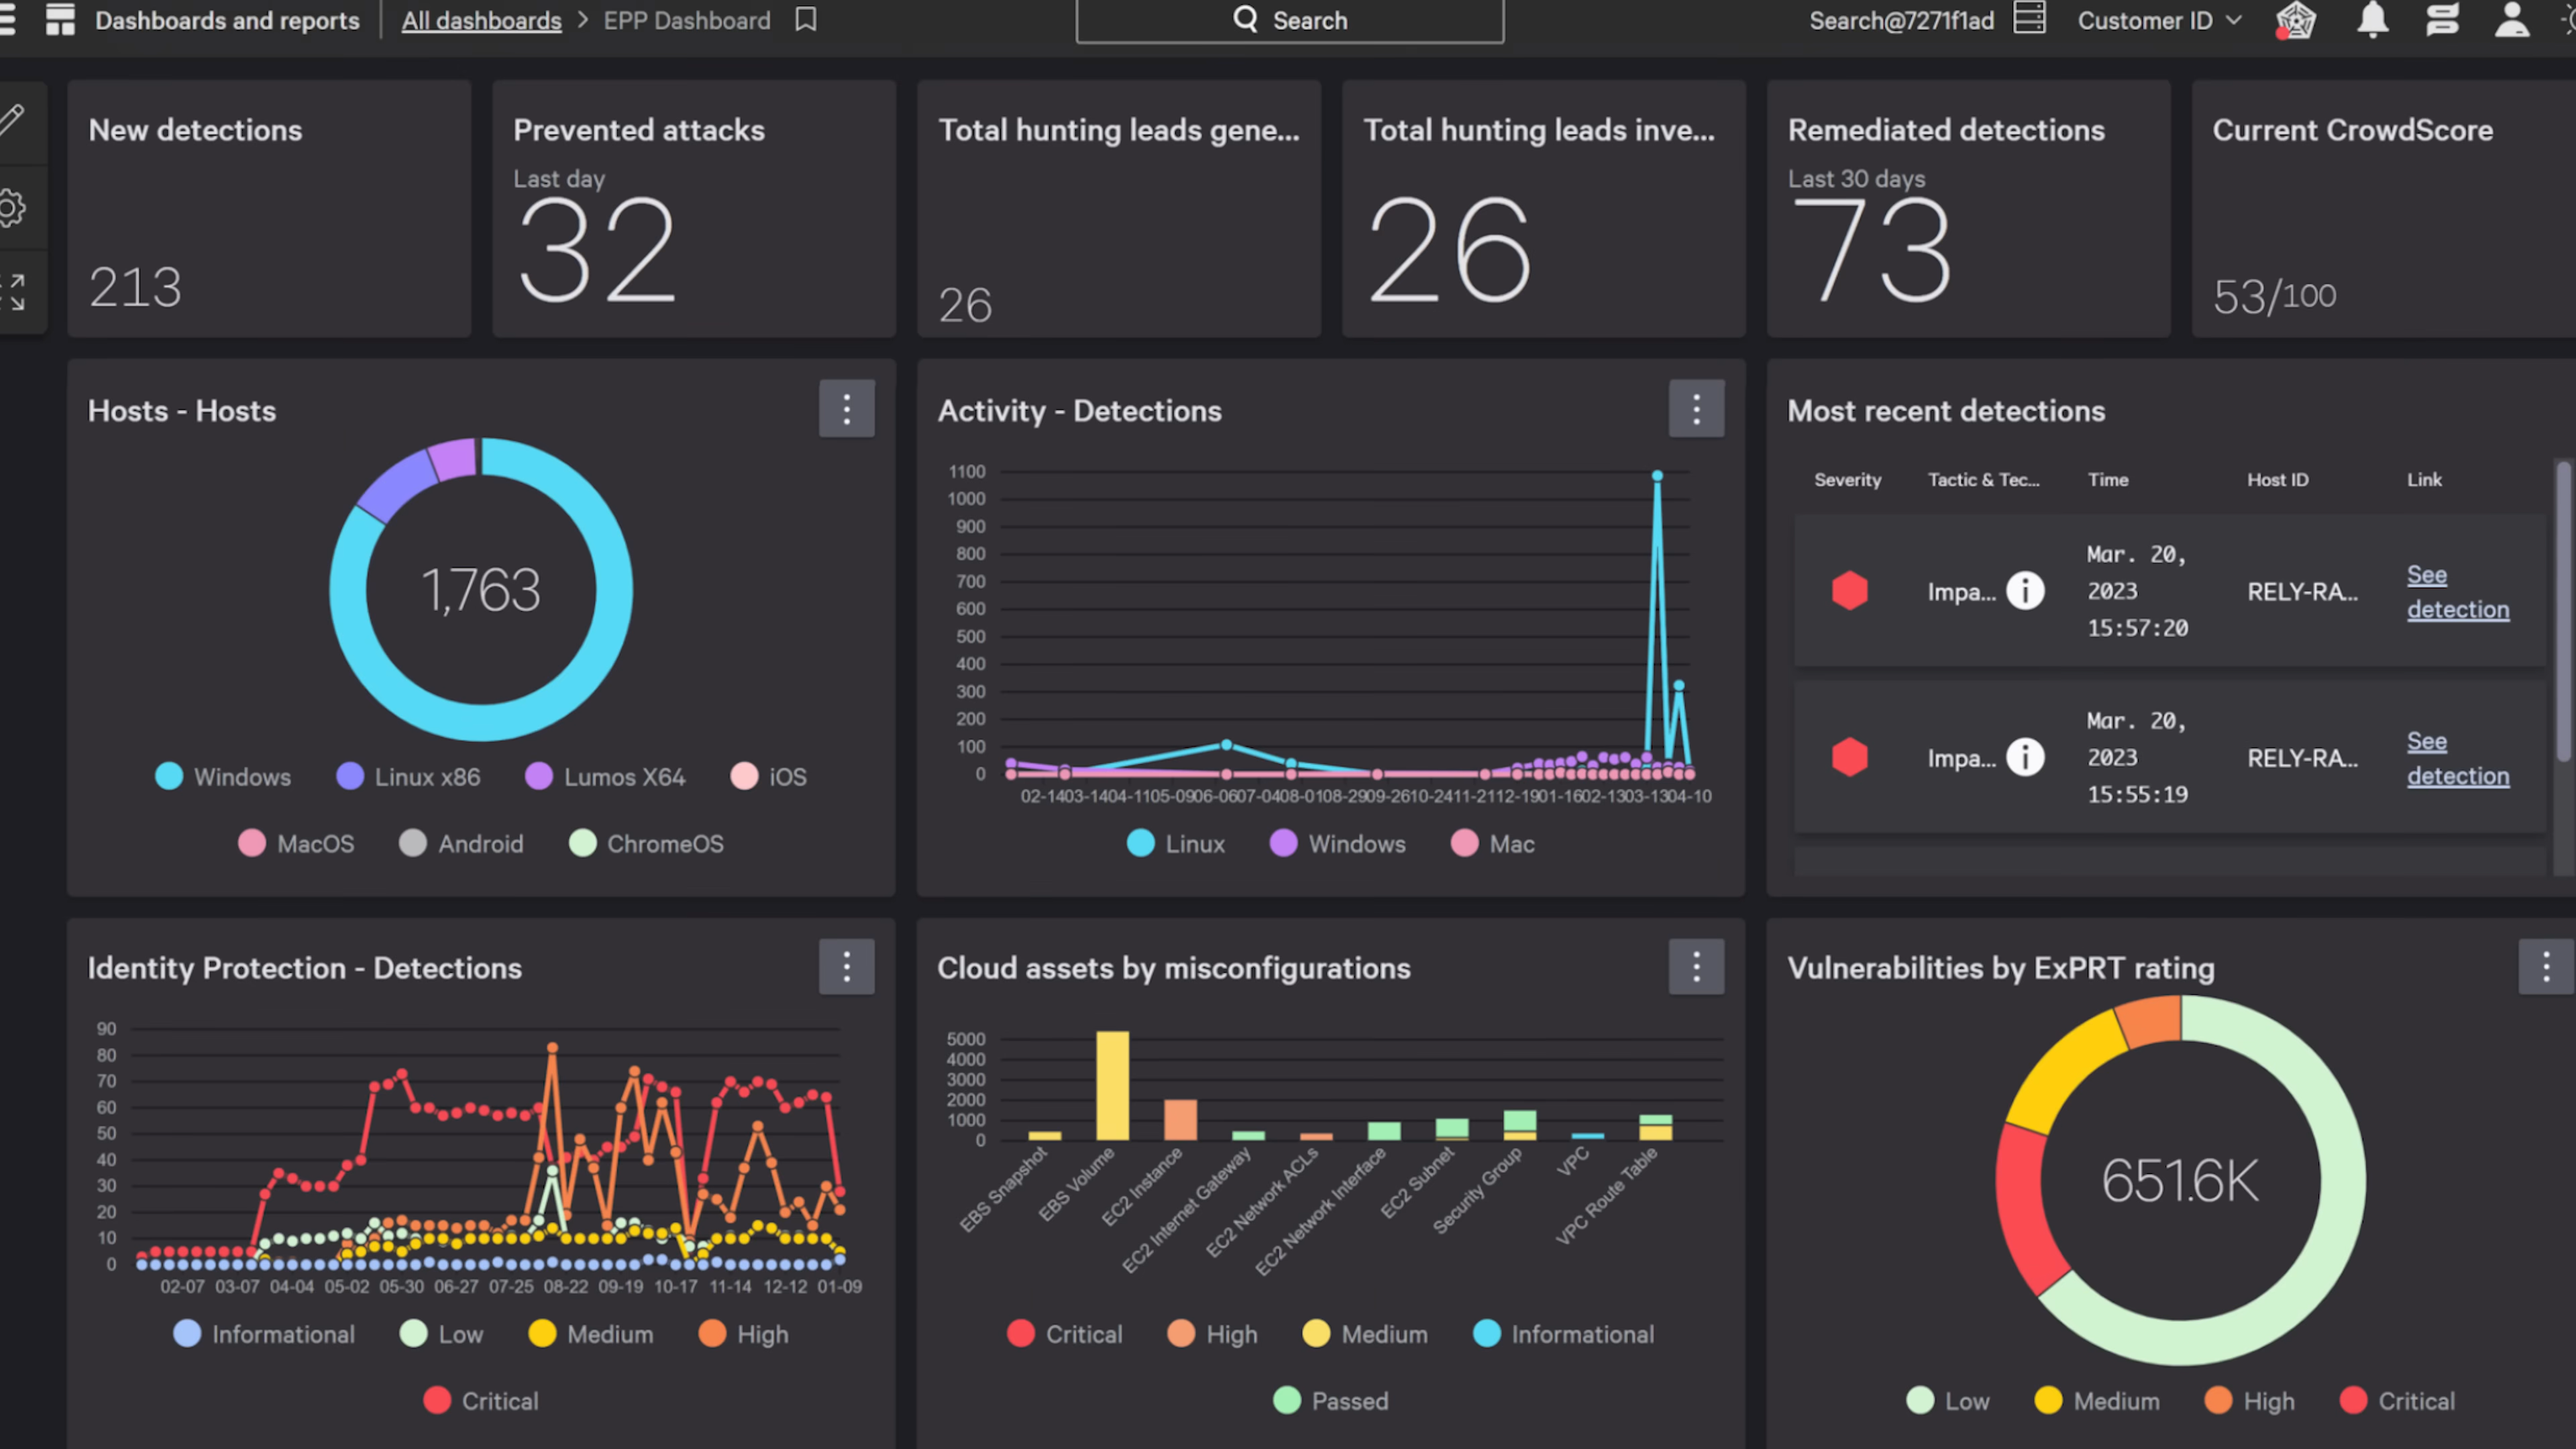 Dashboards and reports
All dashboards > EPP Dashboard
Search
Search@7271f1ad
Customer ID
New detections
213
Prevented attacks
Last day
32
Total hunting leads gene...
26
Total hunting leads inve...
26
Remediated detections
Last 30 days
73
Current CrowdScore
53/100
Hosts - Hosts
1,763
Windows Linux x86 Lumos X64 iOS
MacOS Android ChromeOS
Activity - Detections
1100
1000
900
800
700
600
500
400
300
200
100
0
02-14 03-14 04-11 05-09 06-06 07-04 08-01 08-29 09-26 10-24 11-21 12-19 01-16 02-13 03-13 04-10
Linux Windows Mac
Most recent detections
Severity Tactic & Tec... Time Host ID Link
Impa... i
Mar. 20,
2023
15:57:20
RELY-RA...
See
detection
Impa... i
Mar. 20,
2023
15:55:19
RELY-RA...
See
detection
Identity Protection - Detections
90
80
70
60
50
40
30
20
10
0
02-07 03-07 04-04 05-02 05-30 06-27 07-25 08-22 09-19 10-17 11-14 12-12 01-09
Informational Low Medium High
Critical
Cloud assets by misconfigurations
5000
4000
3000
2000
1000
0
EBS Snapshot
EBS Volume
EC2 Instance
EC2 Internet Gateway
EC2 Network ACLs
EC2 Network Interface
EC2 Subnet
Security Group
VPC
VPC Route Table
Critical High Medium Informational
Passed
Vulnerabilities by ExPRT rating
651.6K
Low Medium High Critical